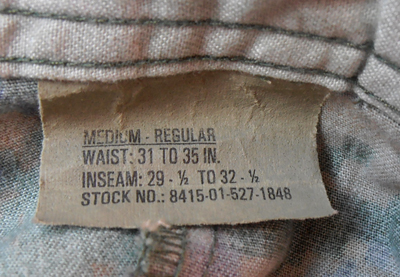 MEDIUM - REGULAR
WAIST: 31 TO 35 IN.
INSEAM: 29 - ½ TO 32 - ½
STOCK NO.: 8415-01-527-1848